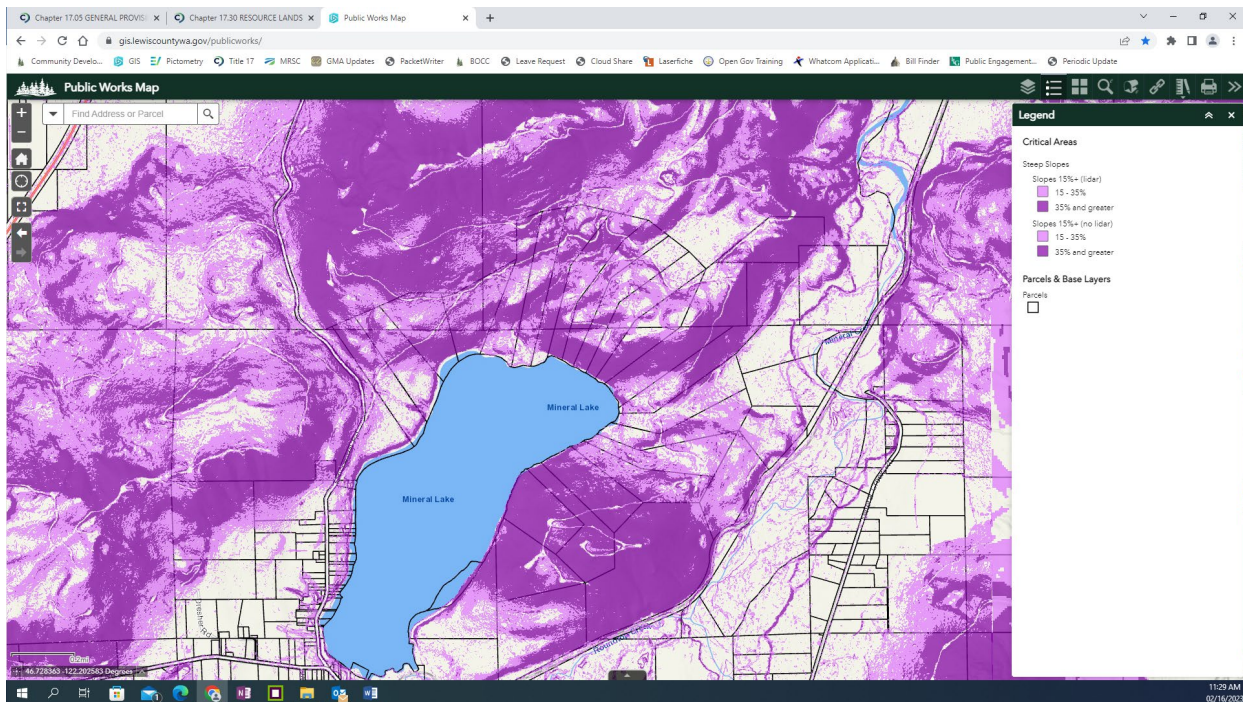 Chapter 17.05 GENERAL PROVISI
Chapter 17.30 RESOURCE LANDS
Public Works Map
gis.lewiscountywa.gov/publicworks/
Community Develo...
GIS
Pictometry
Title 17
MRSC
GMA Updates
PacketWriter
BOCC
Leave Request
Cloud Share
Laserfiche
Open Gov Training
Whatcom Applicati...
Bill Finder
Public Engagement...
Periodic Update
Public Works Map
Find Address or Parcel
Legend
Critical Areas
Steep Slopes
Slopes 15%+ (lidar)
15 - 35%
35% and greater
Slopes 15%+ (no lidar)
15 - 35%
35% and greater
Parcels & Base Layers
Parcels
Mineral
Mineral Lake
Mineral Lake
0.2mi
46.728363 -122.202583 Degrees
11:29 AM
02/16/2023